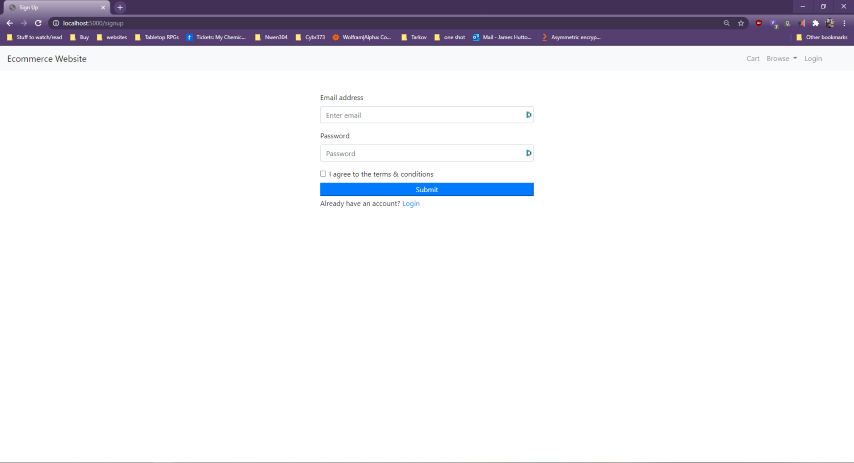 Sign Up
localhost:5000/signup
Stuff to watch/read Buy websites Tabletop RPGs Tickets: My Chemic... Nwen304 Cybr373 Wolfram|Alpha: Co... Tarkov one shot Mail - James Hutto... Asymmetric encryp... Other bookmarks
Ecommerce Website Cart Browse Login
Email address
Enter email
Password
Password
I agree to the terms & conditions
Submit
Already have an account? Login